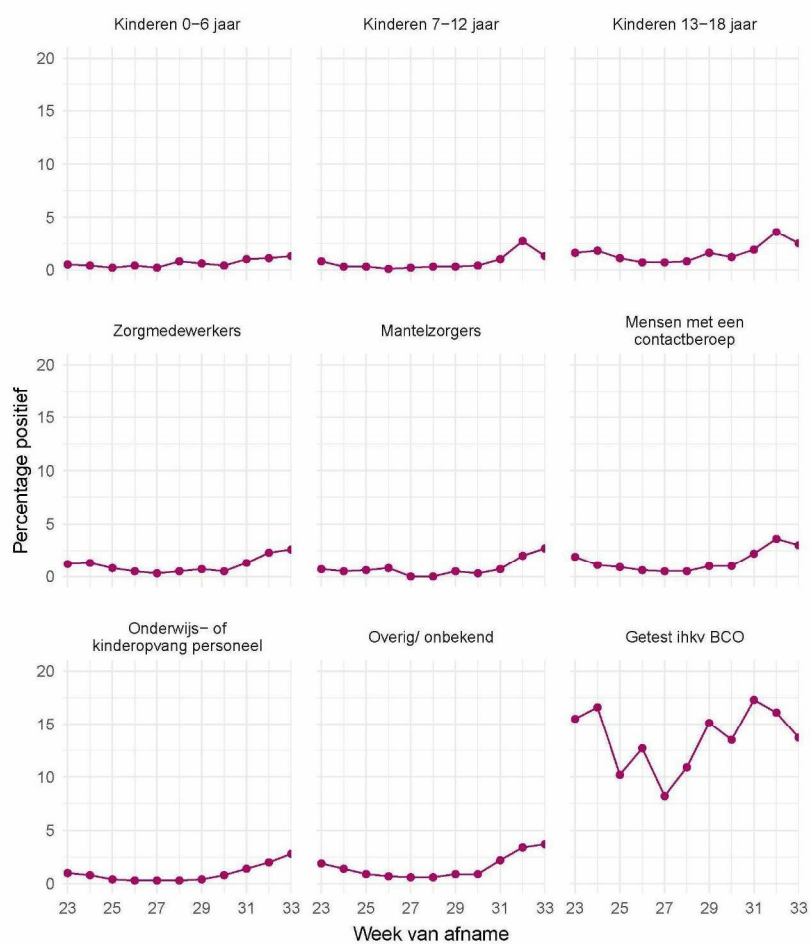 Kinderen 0−6 jaar
Kinderen 7−12 jaar
Kinderen 13−18 jaar
20
15
10
5
0
Zorgmedewerkers
Mantelzorgers
Mensen met een
contactberoep
20
15
10
5
0
Percentage positief
Onderwijs− of
kinderopvang personeel
Overig/ onbekend
Getest ihkv BCO
20
15
10
5
0
23 25 27 29 31 33
23 25 27 29 31 33
23 25 27 29 31 33
Week van afname